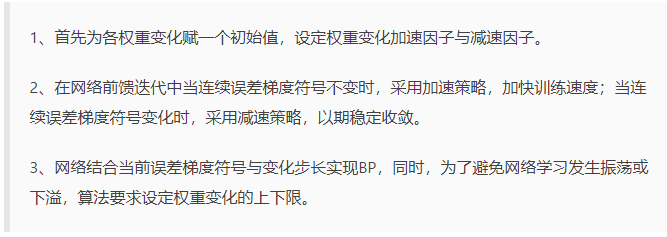 1、首先为各权重变化赋一个初始值，设定权重变化加速因子与减速因子。
2、在网络前馈迭代中当连续误差梯度符号不变时，采用加速策略，加快训练速度；当连
续误差梯度符号变化时，采用减速策略，以期稳定收敛。
3、网络结合当前误差梯度符号与变化步长实现BP，同时，为了避免网络学习发生振荡或
下溢，算法要求设定权重变化的上下限。